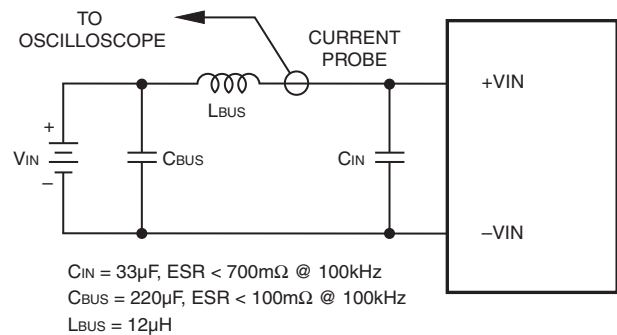 TO
OSCILLOSCOPE
CURRENT
PROBE
+VIN
LBUS
+
VIN
–
CBUS
CIN
–VIN
CIN = 33µF, ESR < 700mΩ @ 100kHz
CBUS = 220µF, ESR < 100mΩ @ 100kHz
LBUS = 12µH